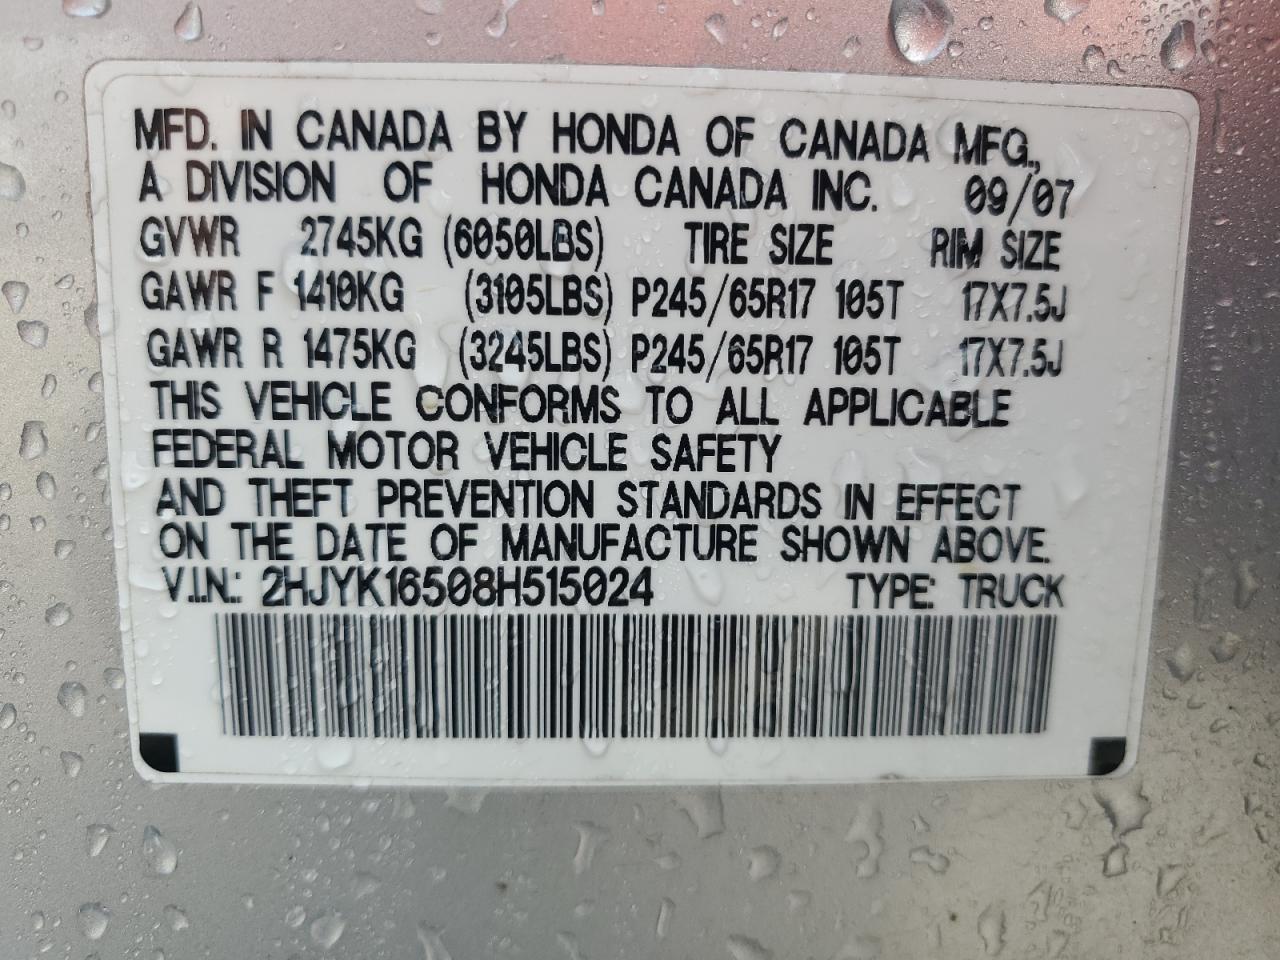 MFD. IN CANADA BY HONDA OF CANADA MFG.,
A DIVISION OF HONDA CANADA INC. 09/07
GVWR 2745KG (6050LBS) TIRE SIZE RIM SIZE
GAWR F 1410KG (3105LBS) P245/65R17 105T 17X7.5J
GAWR R 1475KG (3245LBS) P245/65R17 105T 17X7.5J
THIS VEHICLE CONFORMS TO ALL APPLICABLE
FEDERAL MOTOR VEHICLE SAFETY
AND THEFT PREVENTION STANDARDS IN EFFECT
ON THE DATE OF MANUFACTURE SHOWN ABOVE.
V.I.N.: 2HJYK16508H515024 TYPE: TRUCK